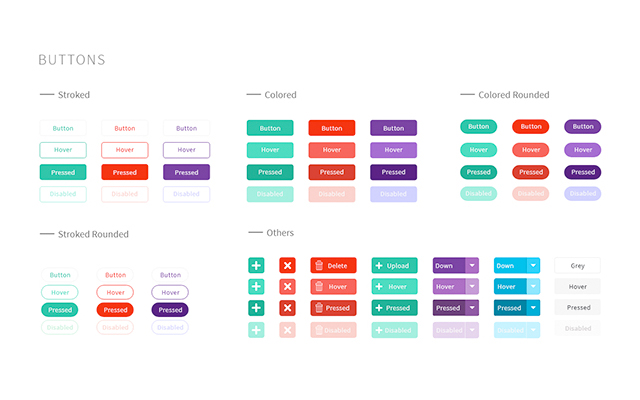 BUTTONS
Stroked
Button Button Button
Hover Hover Hover
Pressed Pressed Pressed
Disabled Disabled Disabled
Colored
Button Button Button
Hover Hover Hover
Pressed Pressed Pressed
Disabled Disabled Disabled
Colored Rounded
Button Button Button
Hover Hover Hover
Pressed Pressed Pressed
Disabled Disabled Disabled
Stroked Rounded
Button Button Button
Hover Hover Hover
Pressed Pressed Pressed
Disabled Disabled Disabled
Others
Delete Upload Down Down Grey
Hover Hover Hover Hover Hover
Pressed Pressed Pressed Pressed Pressed
Disabled Disabled Disabled Disabled Disabled